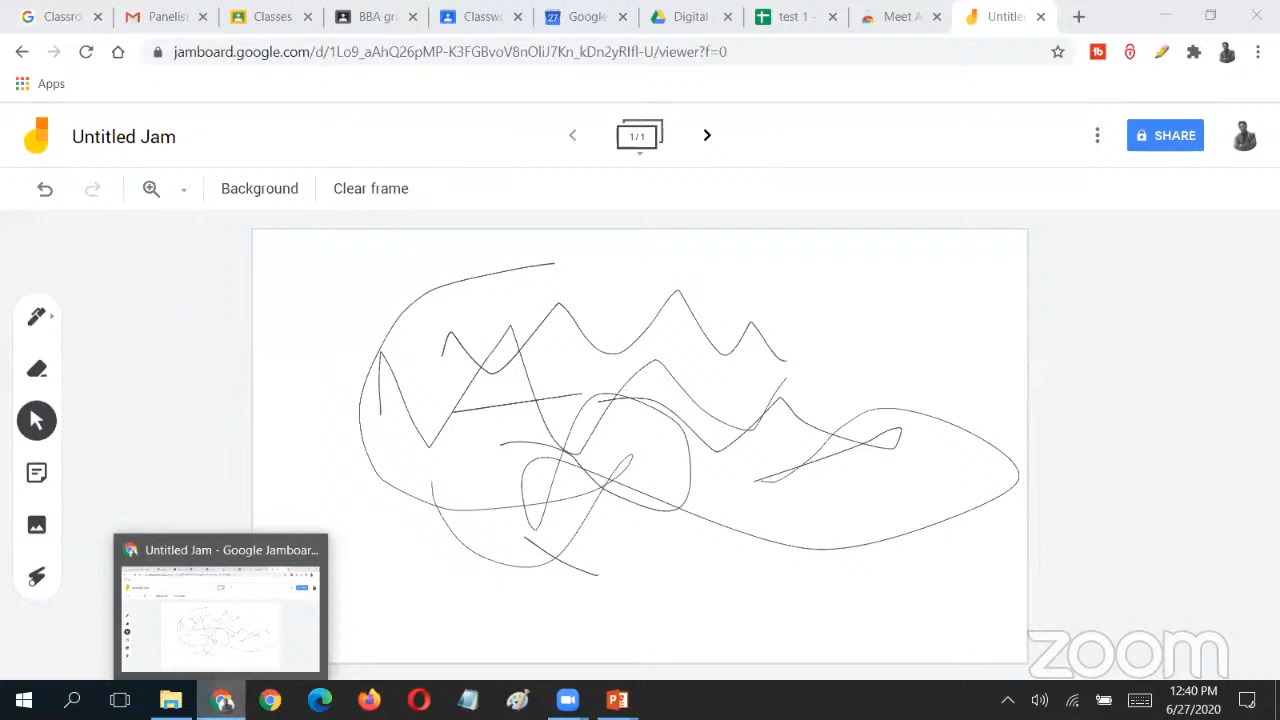 Classro
Panelist
Classes
BBA gr
Classw
27 Google
Digital
test 1 -
Meet A
Untitle
jamboard.google.com/d/1Lo9_aAhO26pMP-K3FGBvoV8nOliJ7Kn_kDn2yRIfl-U/viewer?f=0
Apps
Untitled Jam
1/1
SHARE
Background
Clear frame
Untitled Jam - Google Jamboar...
zoom
12:40 PM
6/27/2020